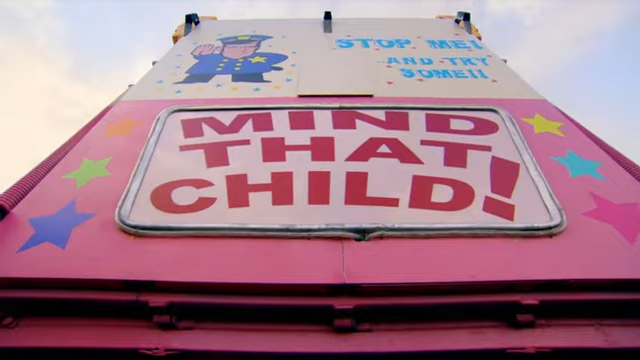 STOP ME!
AND TRY
SOME!!
MIND
THAT
CHILD!